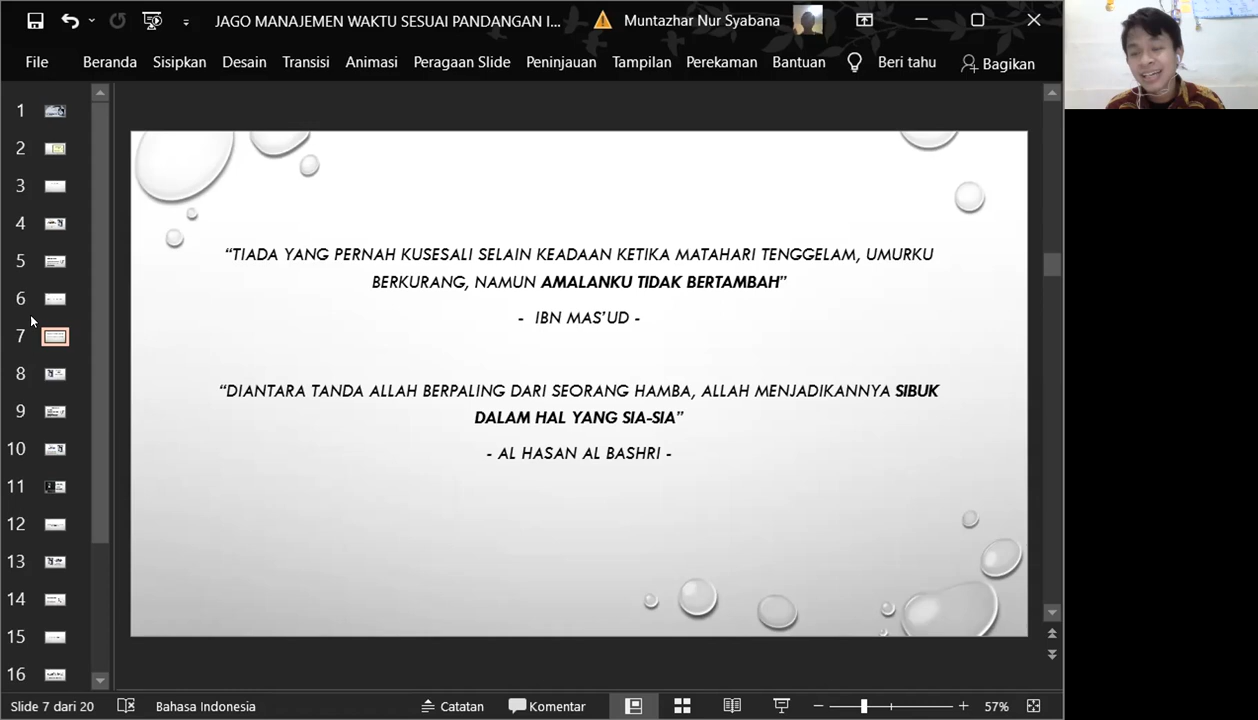 JAGO MANAJEMEN WAKTU SESUAI PANDANGAN I...
Muntazhar Nur Syabana
File Beranda Sisipkan Desain Transisi Animasi Peragaan Slide Peninjauan Tampilan Perekaman Bantuan Beri tahu Bagikan
1
2
3
4
5
6
7
8
9
10
11
12
13
14
15
16
“TIADA YANG PERNAH KUSESALI SELAIN KEADAAN KETIKA MATAHARI TENGGELAM, UMURKU
BERKURANG, NAMUN AMALANKU TIDAK BERTAMBAH”
- IBN MAS’UD -
“DIANTARA TANDA ALLAH BERPALING DARI SEORANG HAMBA, ALLAH MENJADIKANNYA SIBUK
DALAM HAL YANG SIA-SIA”
- AL HASAN AL BASHRI -
Slide 7 dari 20 Bahasa Indonesia Catatan Komentar 57%